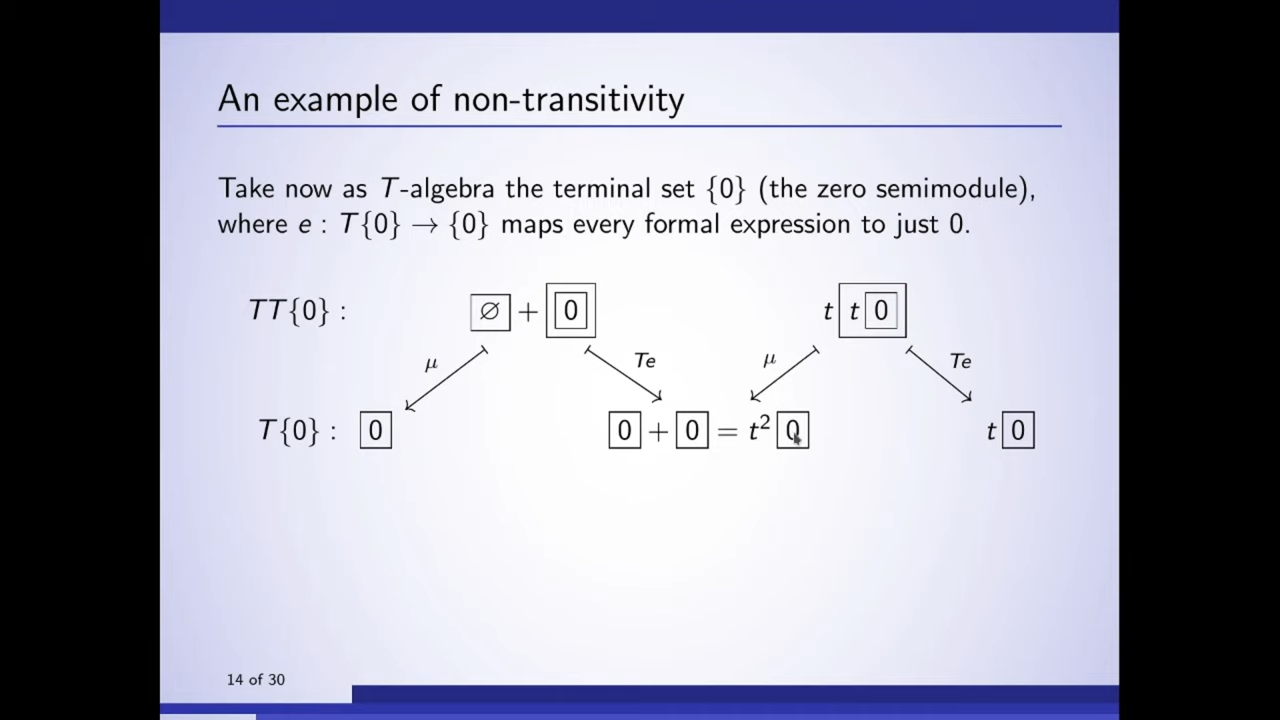 An example of non-transitivity
Take now as T-algebra the terminal set {0} (the zero semimodule),
where e : T{0} → {0} maps every formal expression to just 0.
TT{0} : ∅ + 0 t t 0
μ Te μ Te
T{0} : 0 0 + 0 = t² 0 t 0
14 of 30